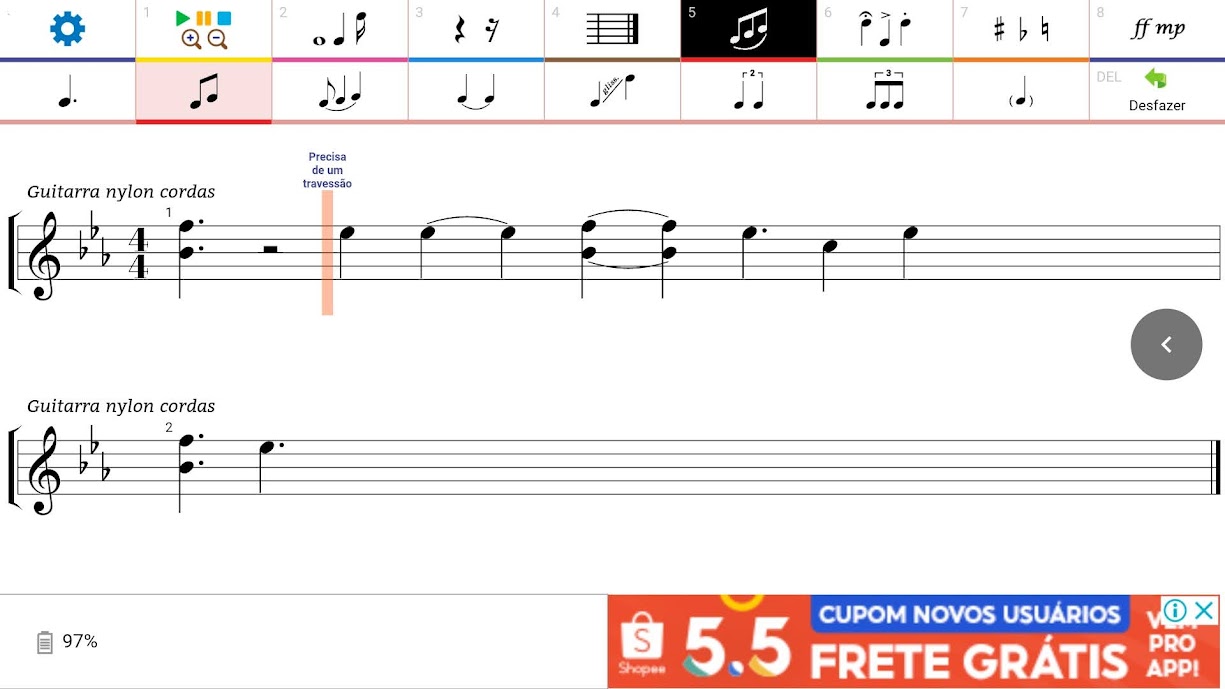 1
2
3
4
5
6
7
8
ff mp
gliss.
2
3
DEL
Desfazer
Precisa
de um
travessão
Guitarra nylon cordas
1
4
4
Guitarra nylon cordas
2
97%
S
Shopee
5.5
CUPOM NOVOS USUÁRIOS
FRETE GRÁTIS
VEM
PRO
APP!